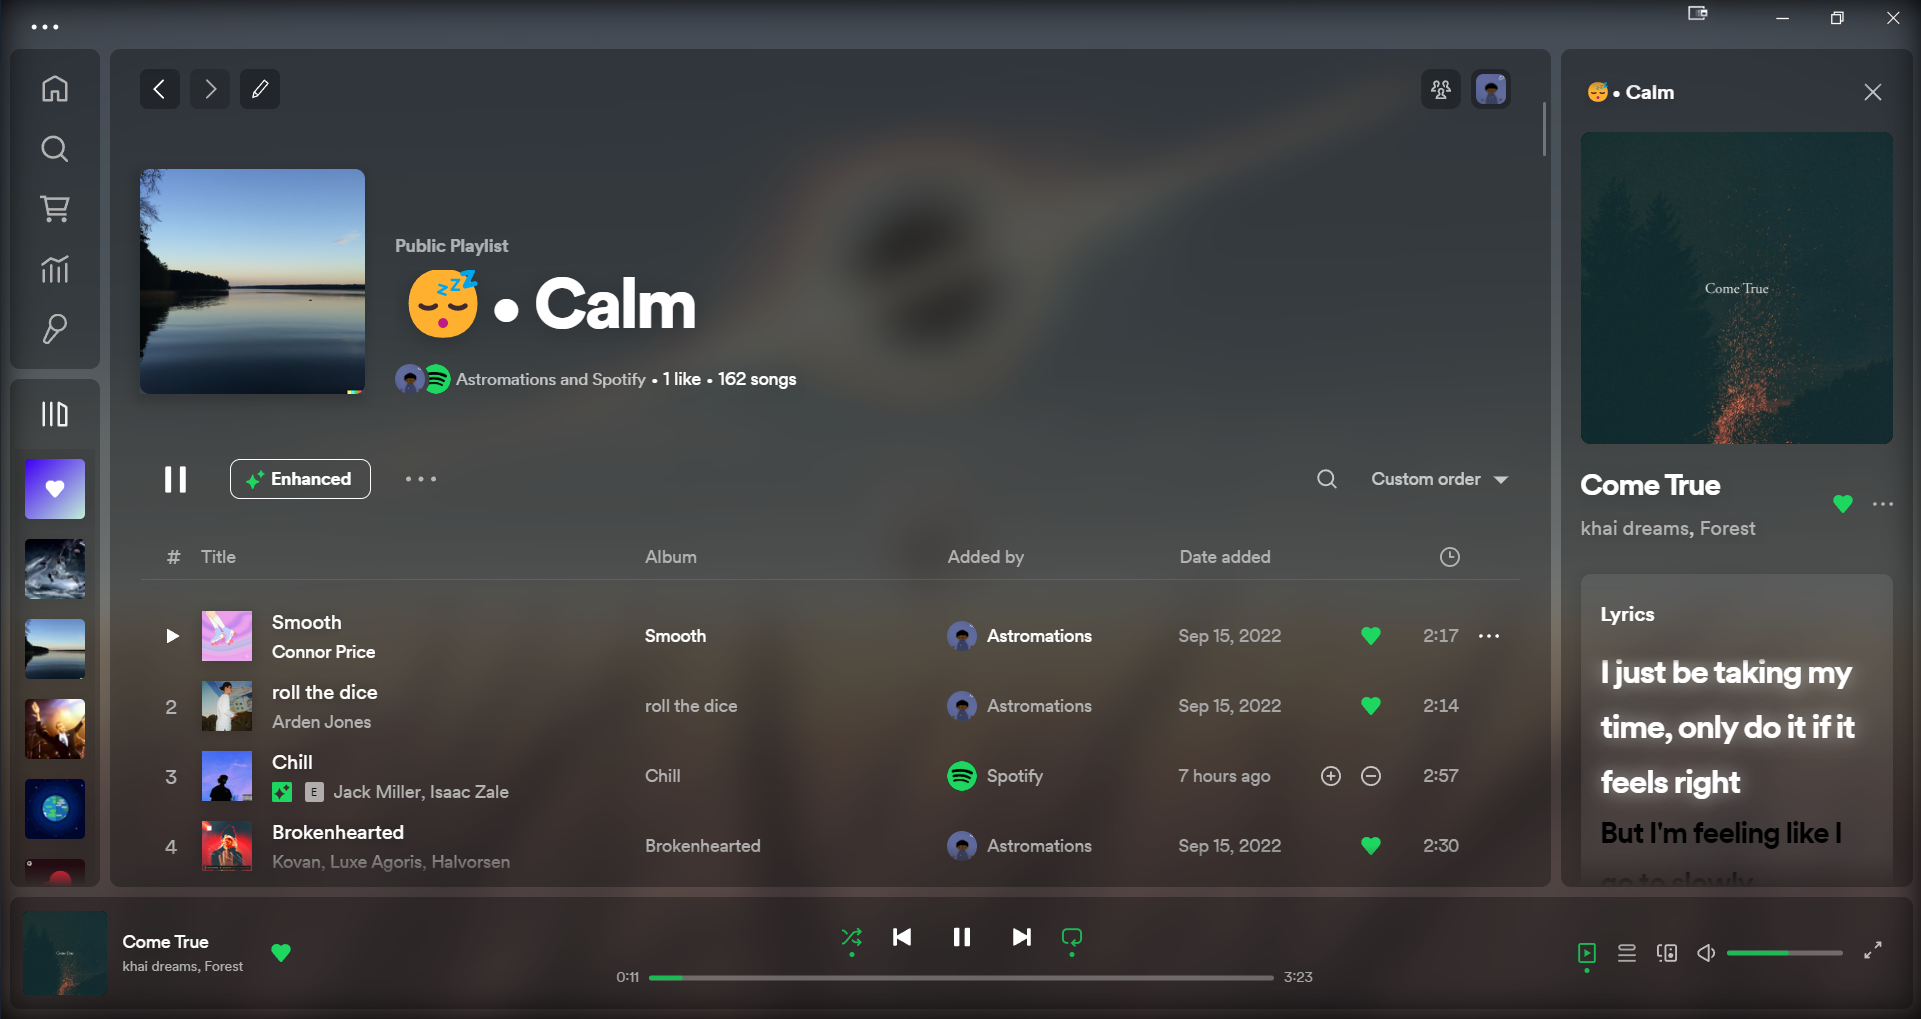 Public Playlist
😴 • Calm
Astromations and Spotify • 1 like • 162 songs
Enhanced
Custom order
# Title Album Added by Date added
Smooth
Connor Price
Smooth Astromations Sep 15, 2022 2:17
2 roll the dice
Arden Jones
roll the dice Astromations Sep 15, 2022 2:14
3 Chill
E Jack Miller, Isaac Zale
Chill Spotify 7 hours ago 2:57
4 Brokenhearted
Kovan, Luxe Agoris, Halvorsen
Brokenhearted Astromations Sep 15, 2022 2:30
😴 • Calm
Come True
Come True
khai dreams, Forest
Lyrics
I just be taking my
time, only do it if it
feels right
But I'm feeling like I
go to slowly
Come True
Come True
khai dreams, Forest
0:11
3:23